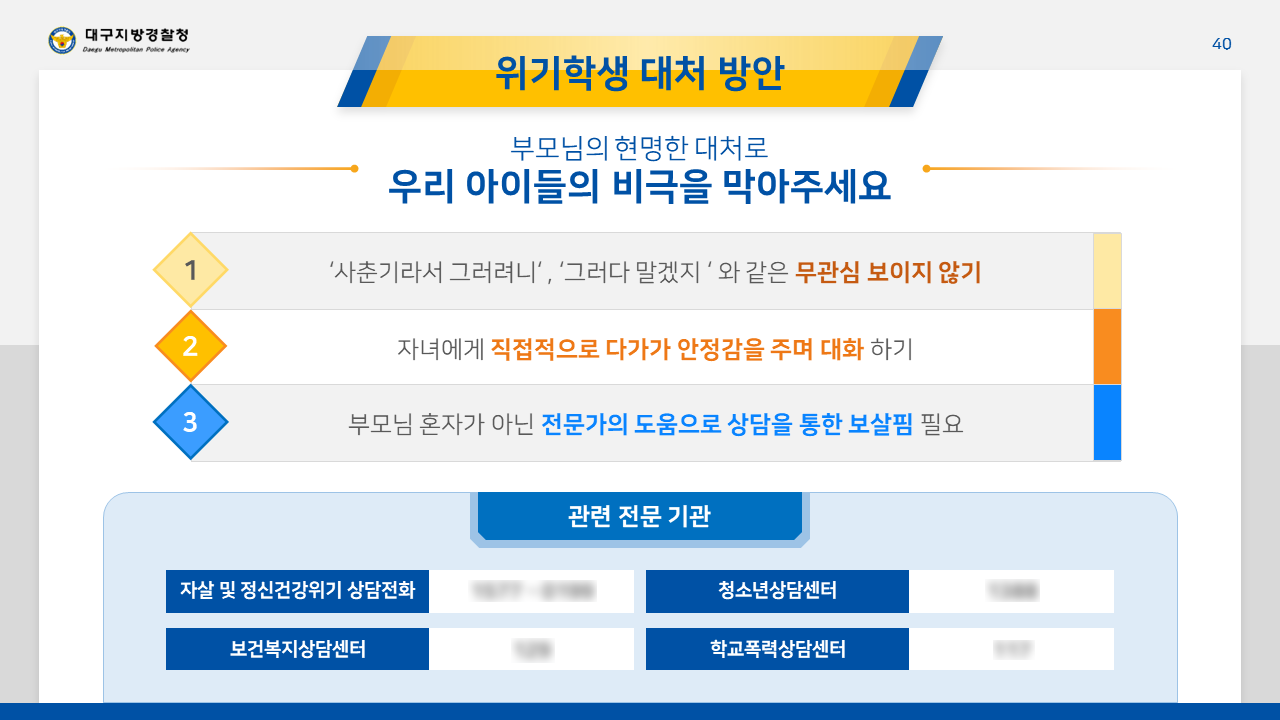 대구지방경찰청
Daegu Metropolitan Police Agency
40
위기학생 대처 방안
부모님의 현명한 대처로
우리 아이들의 비극을 막아주세요
1
‘사춘기라서 그러려니‘ , ‘그러다 말겠지 ‘ 와 같은 무관심 보이지 않기
2
자녀에게 직접적으로 다가가 안정감을 주며 대화 하기
3
부모님 혼자가 아닌 전문가의 도움으로 상담을 통한 보살핌 필요
관련 전문 기관
자살 및 정신건강위기 상담전화
청소년상담센터
보건복지상담센터
학교폭력상담센터